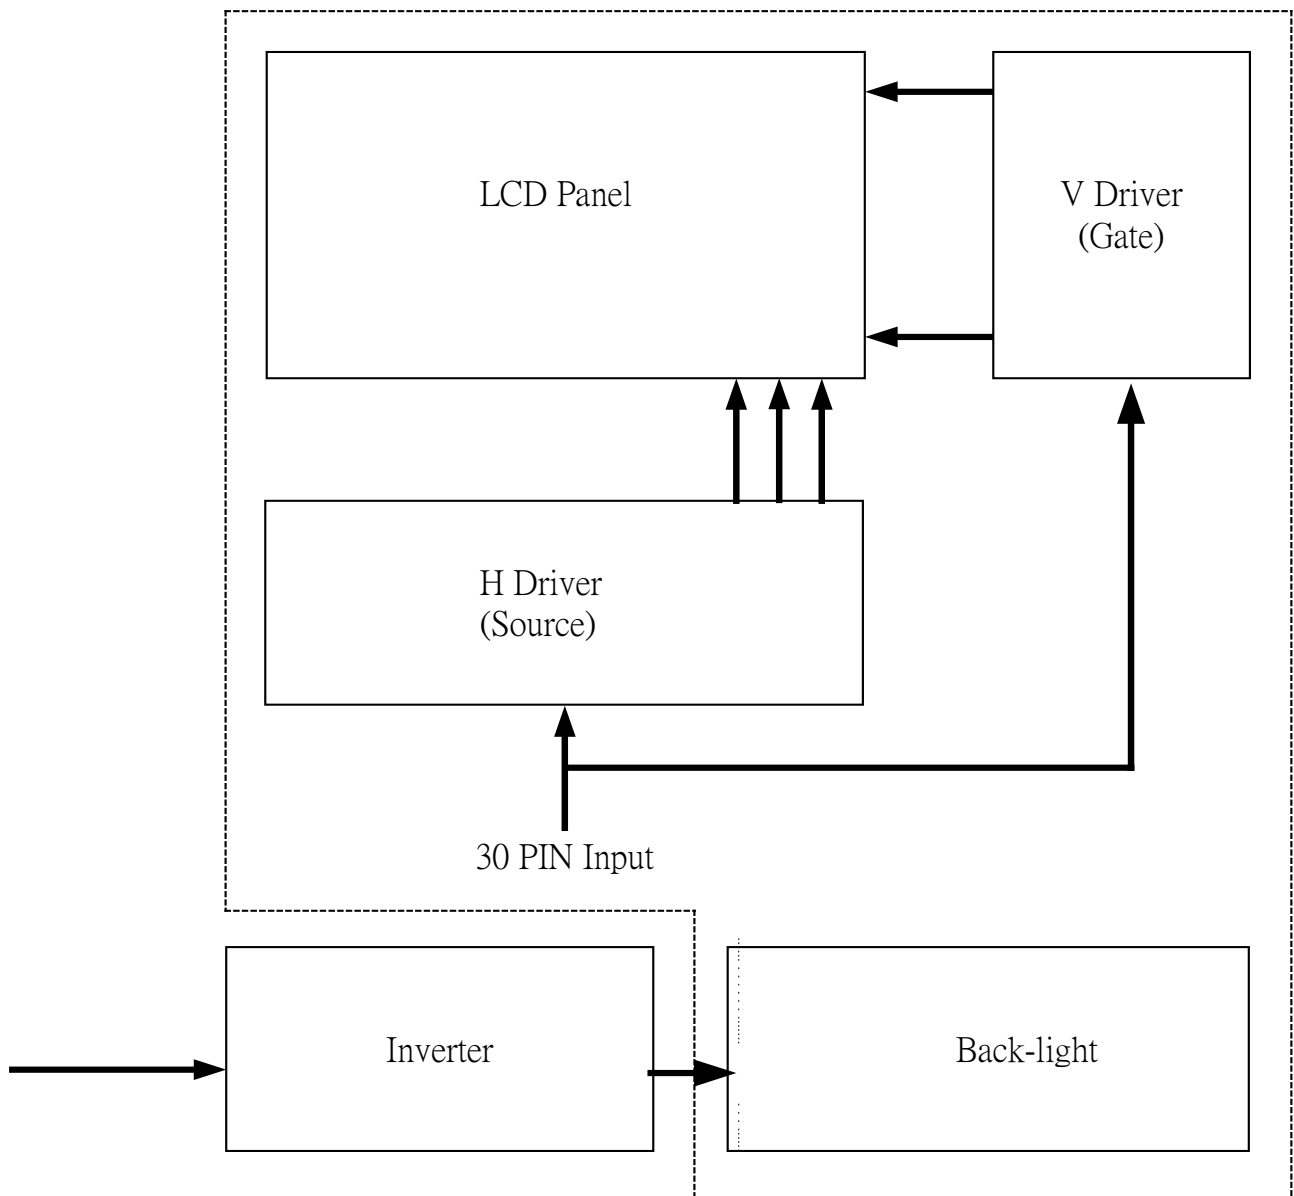 LCD Panel
V Driver
(Gate)
H Driver
(Source)
30 PIN Input
Inverter
Back-light